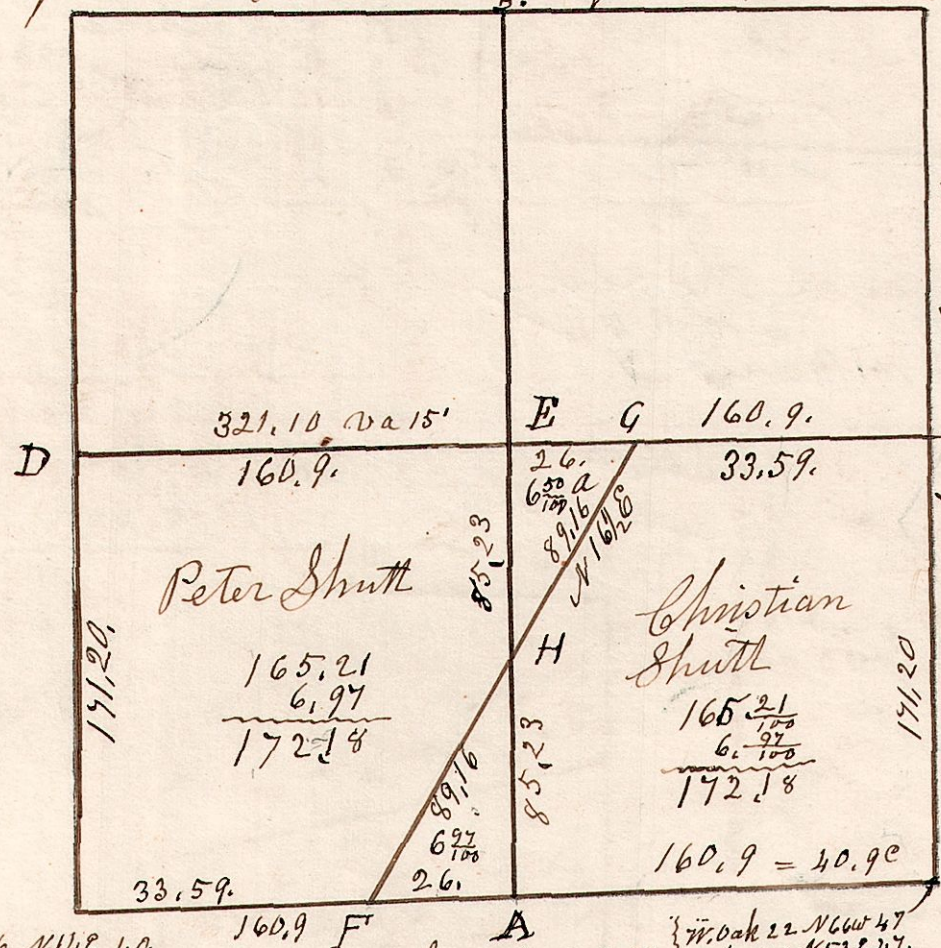 B.
321.10 va 15'
E
G
160.9.
D
160.9.
26.
33.59.
6 50/100 a
89,16
N 16 1/2 E
85,23
Peter Shutt
Christian
Shutt
H
171,20.
165,21
6,97
172.18
165 21/100
6. 97/100
172.18
171,20
85,23
89,16
6 97/100
26.
33.59.
160.9 = 40.9c
160.9
F
A
W.Oak 22 N66W 47